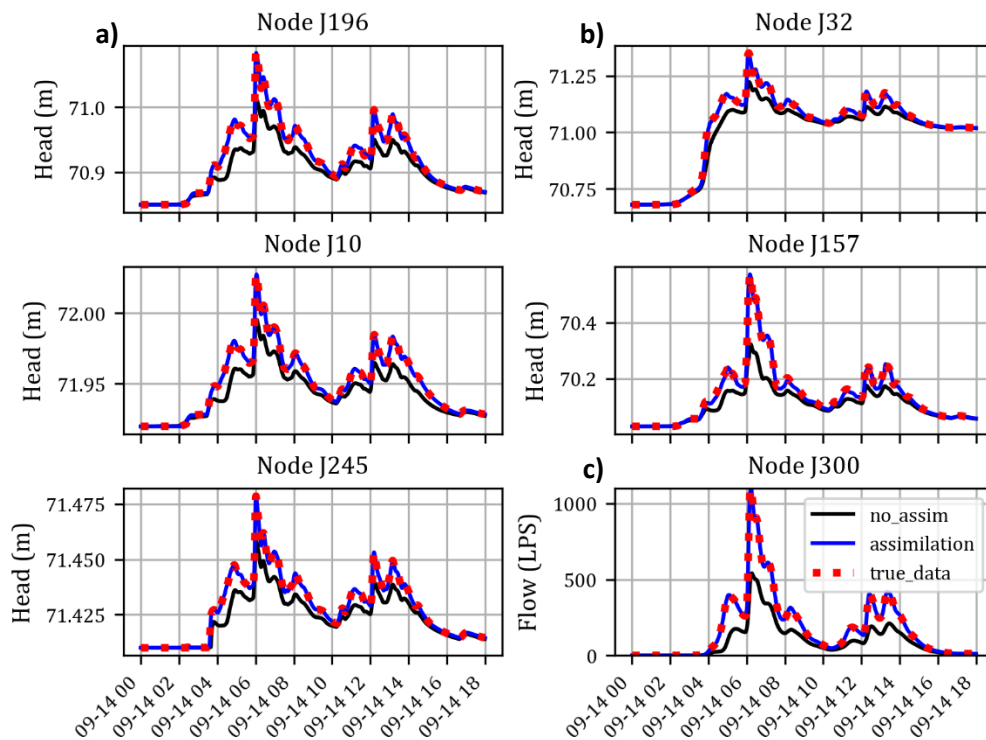 a)
Node J196
Head (m)
71.0
70.9
b)
Node J32
Head (m)
71.25
71.00
70.75
Node J10
Head (m)
72.00
71.95
Node J157
Head (m)
70.4
70.2
Node J245
Head (m)
71.475
71.450
71.425
09-14 00
09-14 02
09-14 04
09-14 06
09-14 08
09-14 10
09-14 12
09-14 14
09-14 16
09-14 18
c)
Node J300
Flow (LPS)
1000
500
0
no_assim
assimilation
true_data
09-14 00
09-14 02
09-14 04
09-14 06
09-14 08
09-14 10
09-14 12
09-14 14
09-14 16
09-14 18